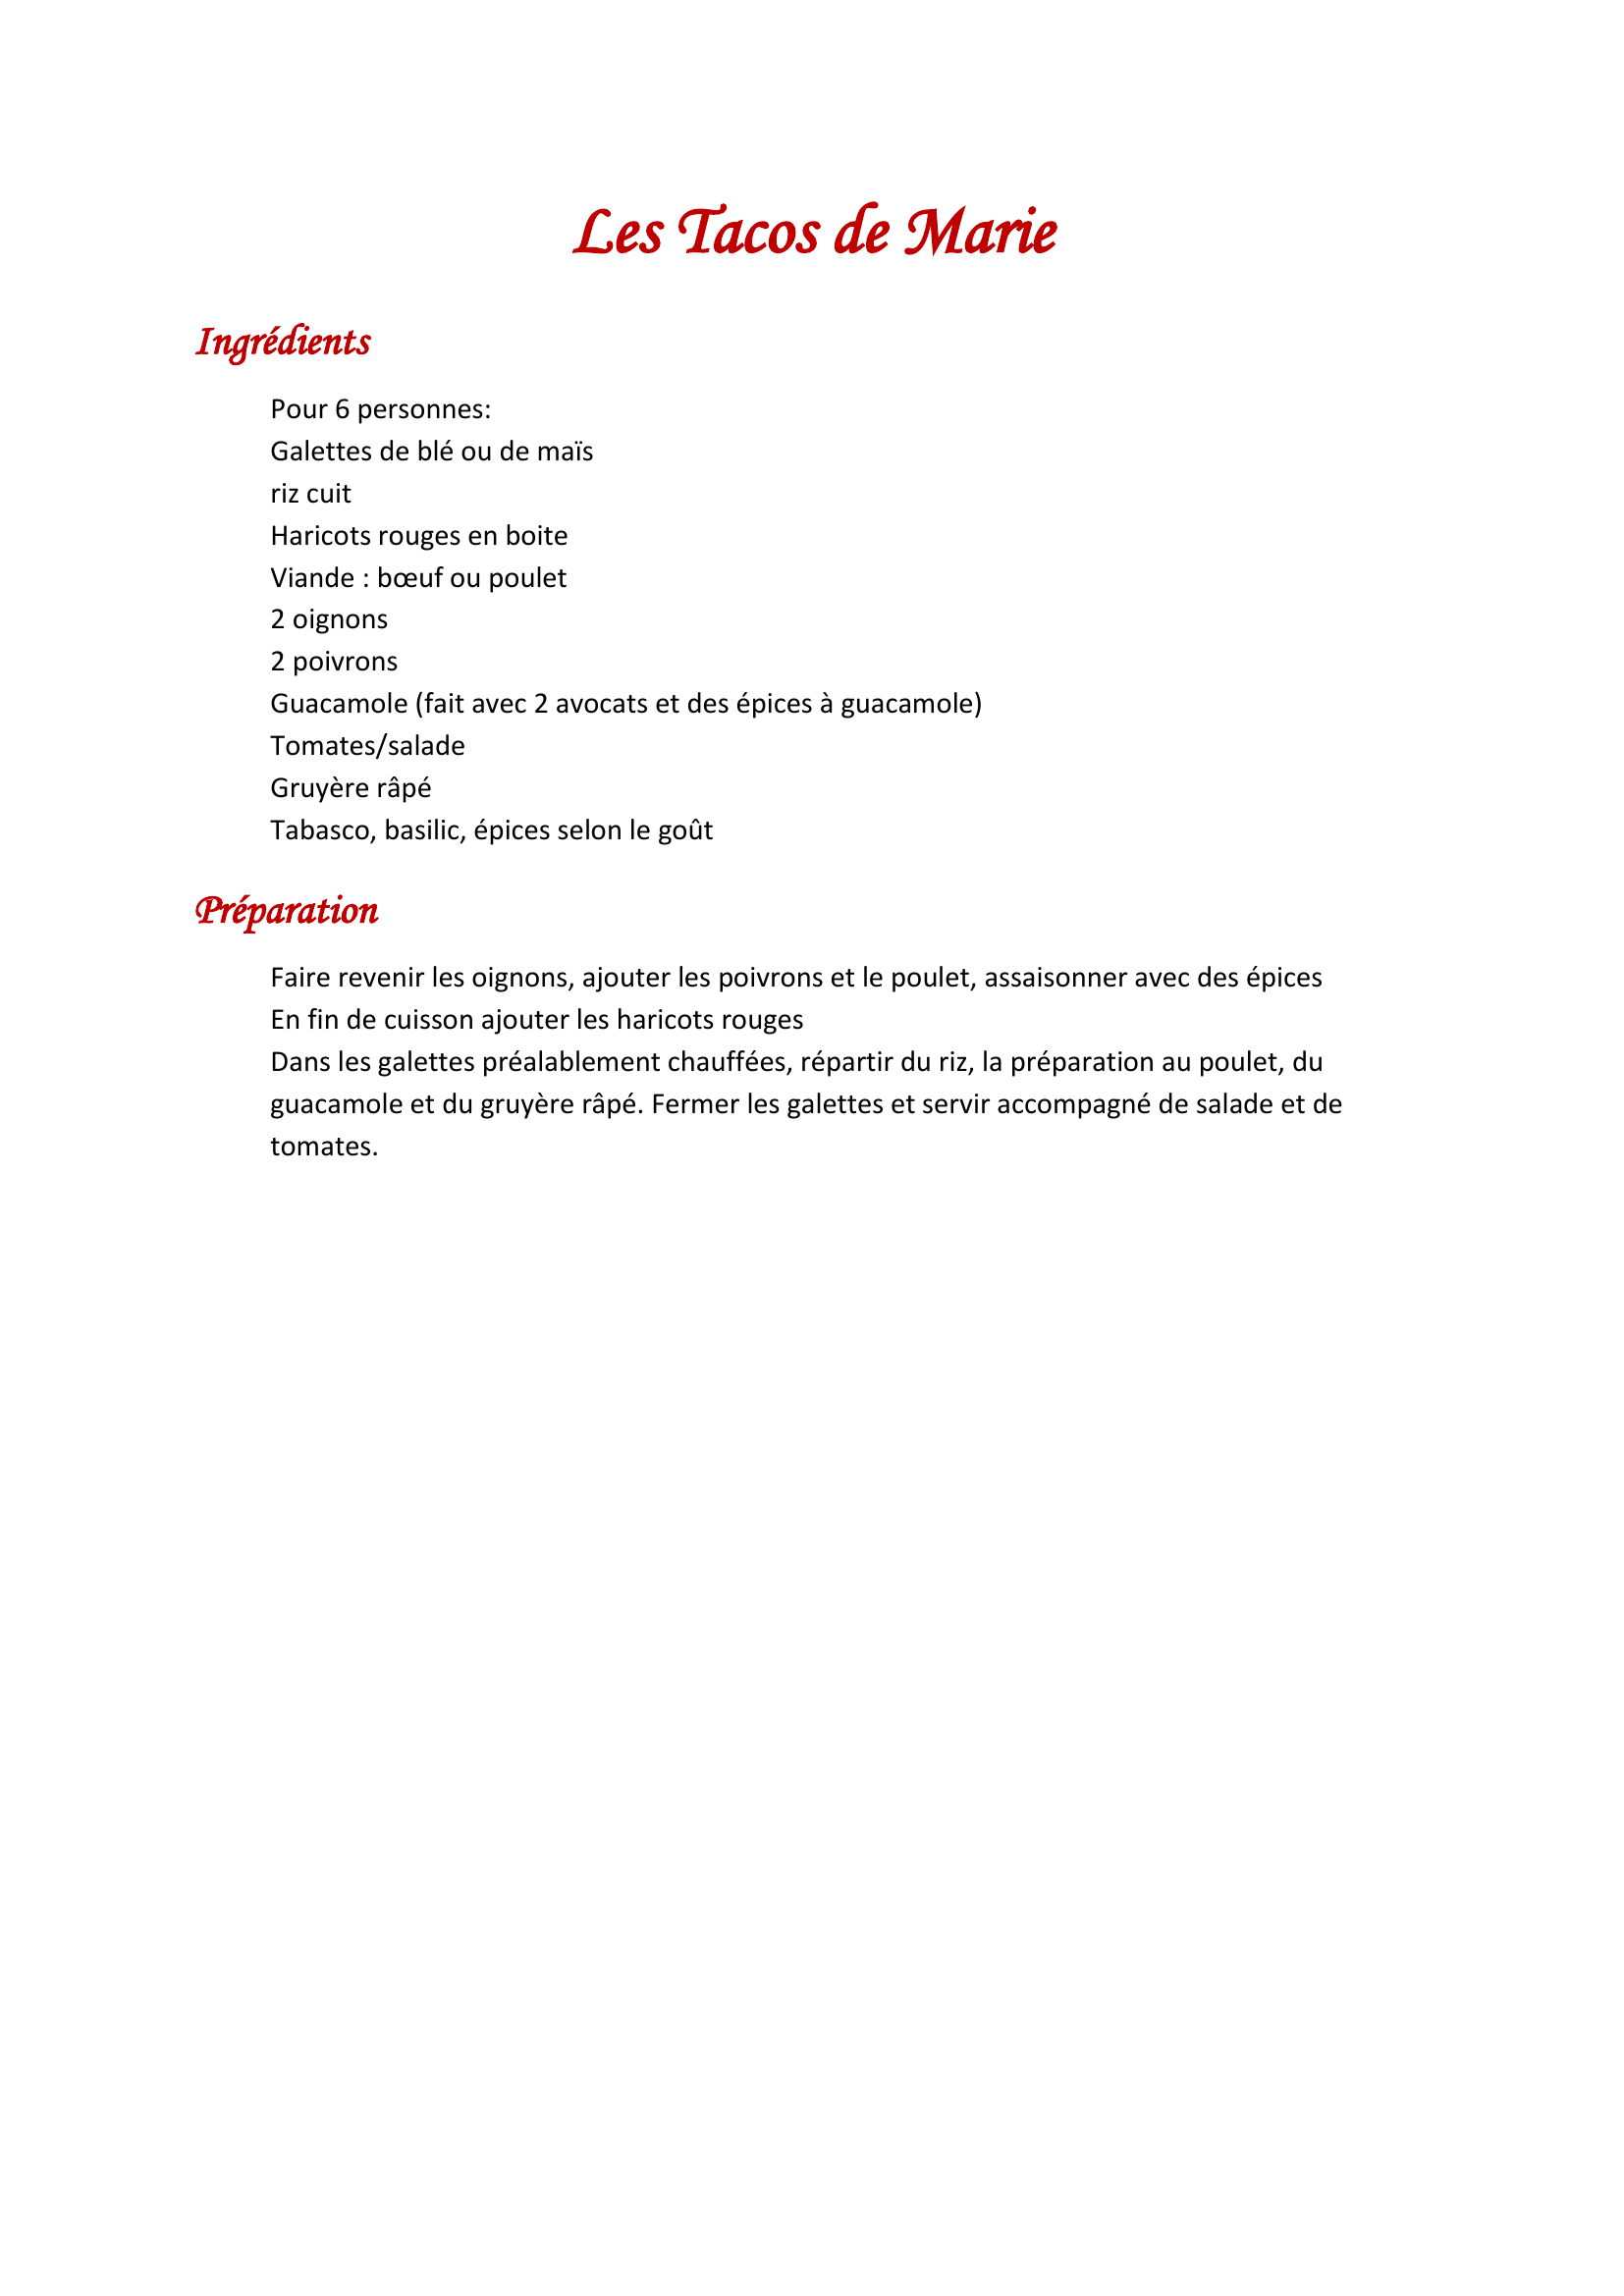 Les Tacos de Marie
Ingrédients
Pour 6 personnes:
Galettes de blé ou de maïs
riz cuit
Haricots rouges en boite
Viande : bœuf ou poulet
2 oignons
2 poivrons
Guacamole (fait avec 2 avocats et des épices à guacamole)
Tomates/salade
Gruyère râpé
Tabasco, basilic, épices selon le goût
Préparation
Faire revenir les oignons, ajouter les poivrons et le poulet, assaisonner avec des épices
En fin de cuisson ajouter les haricots rouges
Dans les galettes préalablement chauffées, répartir du riz, la préparation au poulet, du
guacamole et du gruyère râpé. Fermer les galettes et servir accompagné de salade et de
tomates.